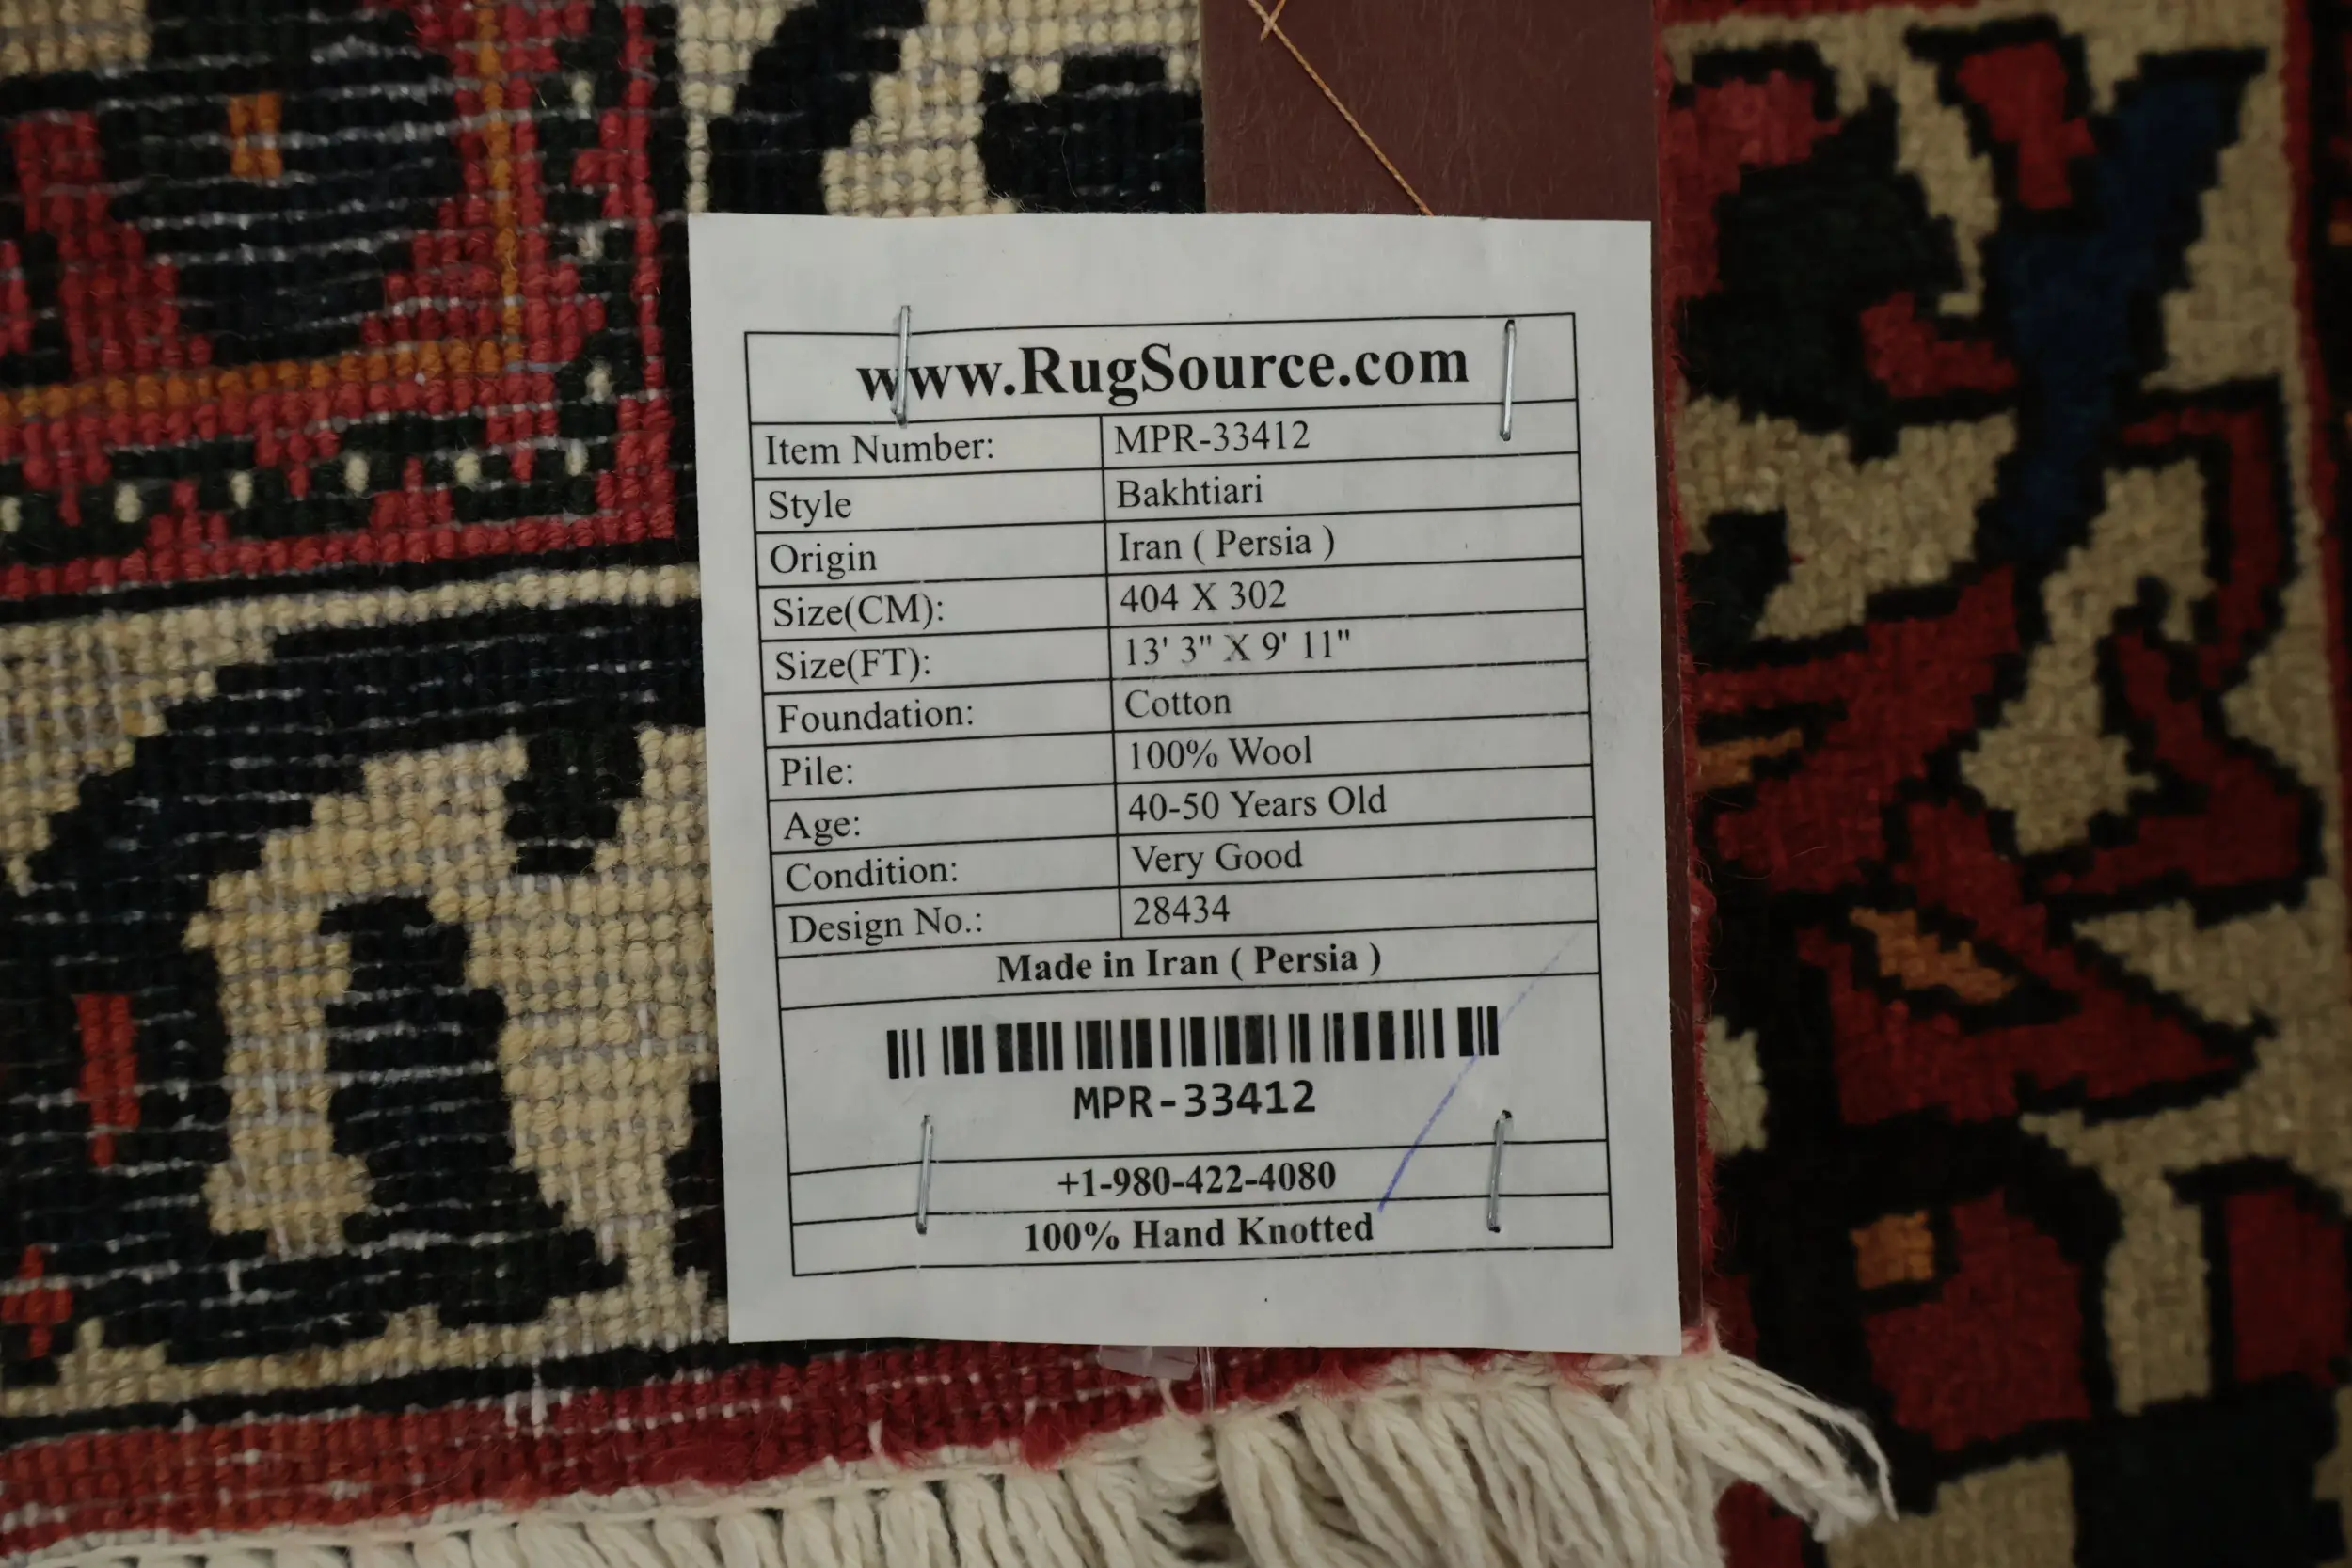 www.RugSource.com
Item Number: MPR-33412
Style Bakhtiari
Origin Iran ( Persia )
Size(CM): 404 X 302
Size(FT): 13' 3" X 9' 11"
Foundation: Cotton
Pile: 100% Wool
Age: 40-50 Years Old
Condition: Very Good
Design No.: 28434
Made in Iran ( Persia )
MPR-33412
+1-980-422-4080
100% Hand Knotted